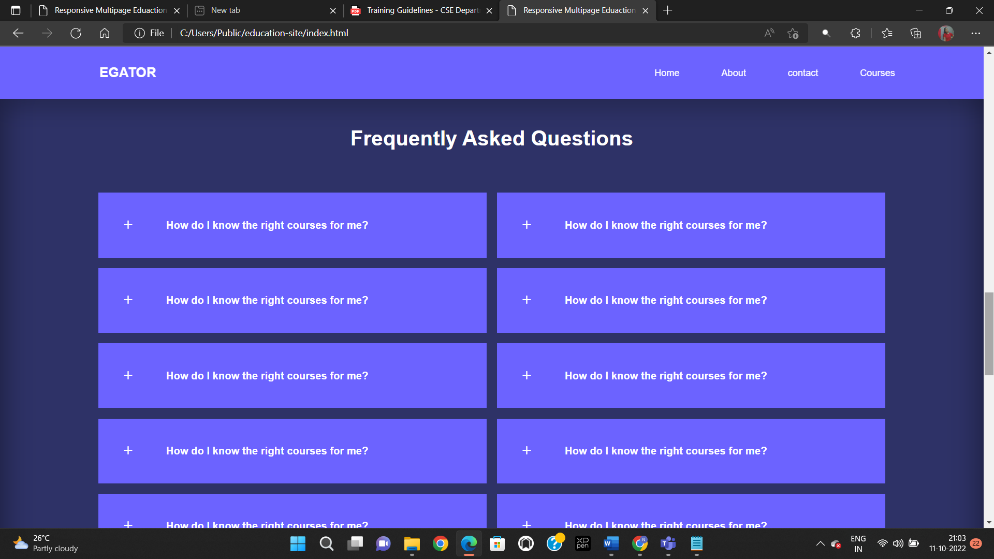 Responsive Multipage Eduaction
New tab
Training Guidelines - CSE Depart
Responsive Multipage Eduaction
File
C:/Users/Public/education-site/index.html
EGATOR
Home
About
contact
Courses
Frequently Asked Questions
+ How do I know the right courses for me?
+ How do I know the right courses for me?
+ How do I know the right courses for me?
+ How do I know the right courses for me?
+ How do I know the right courses for me?
+ How do I know the right courses for me?
+ How do I know the right courses for me?
+ How do I know the right courses for me?
+ How do I know the right courses for me?
+ How do I know the right courses for me?
26°C
Partly cloudy
XP
pen
ENG
IN
21:03
11-10-2022
22